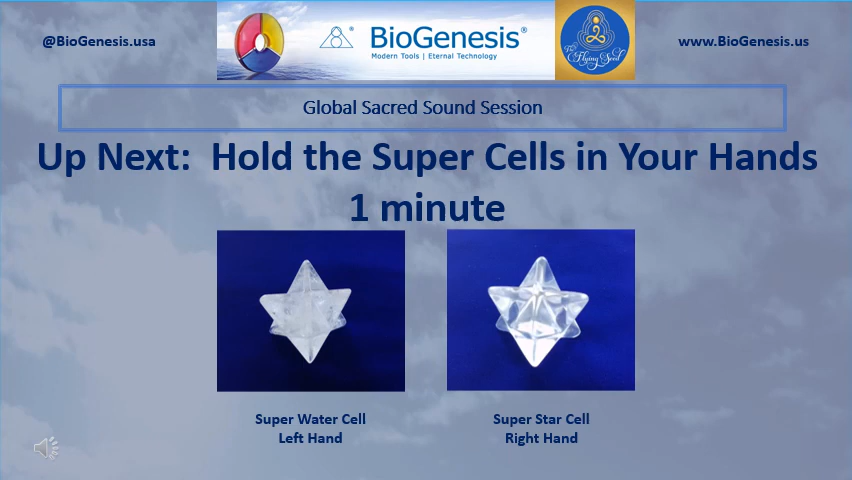 @BioGenesis.usa
BioGenesis®
Modern Tools | Eternal Technology
The
Flying Seed
www.BioGenesis.us
Global Sacred Sound Session
Up Next:  Hold the Super Cells in Your Hands
1 minute
Super Water Cell
Left Hand
Super Star Cell
Right Hand